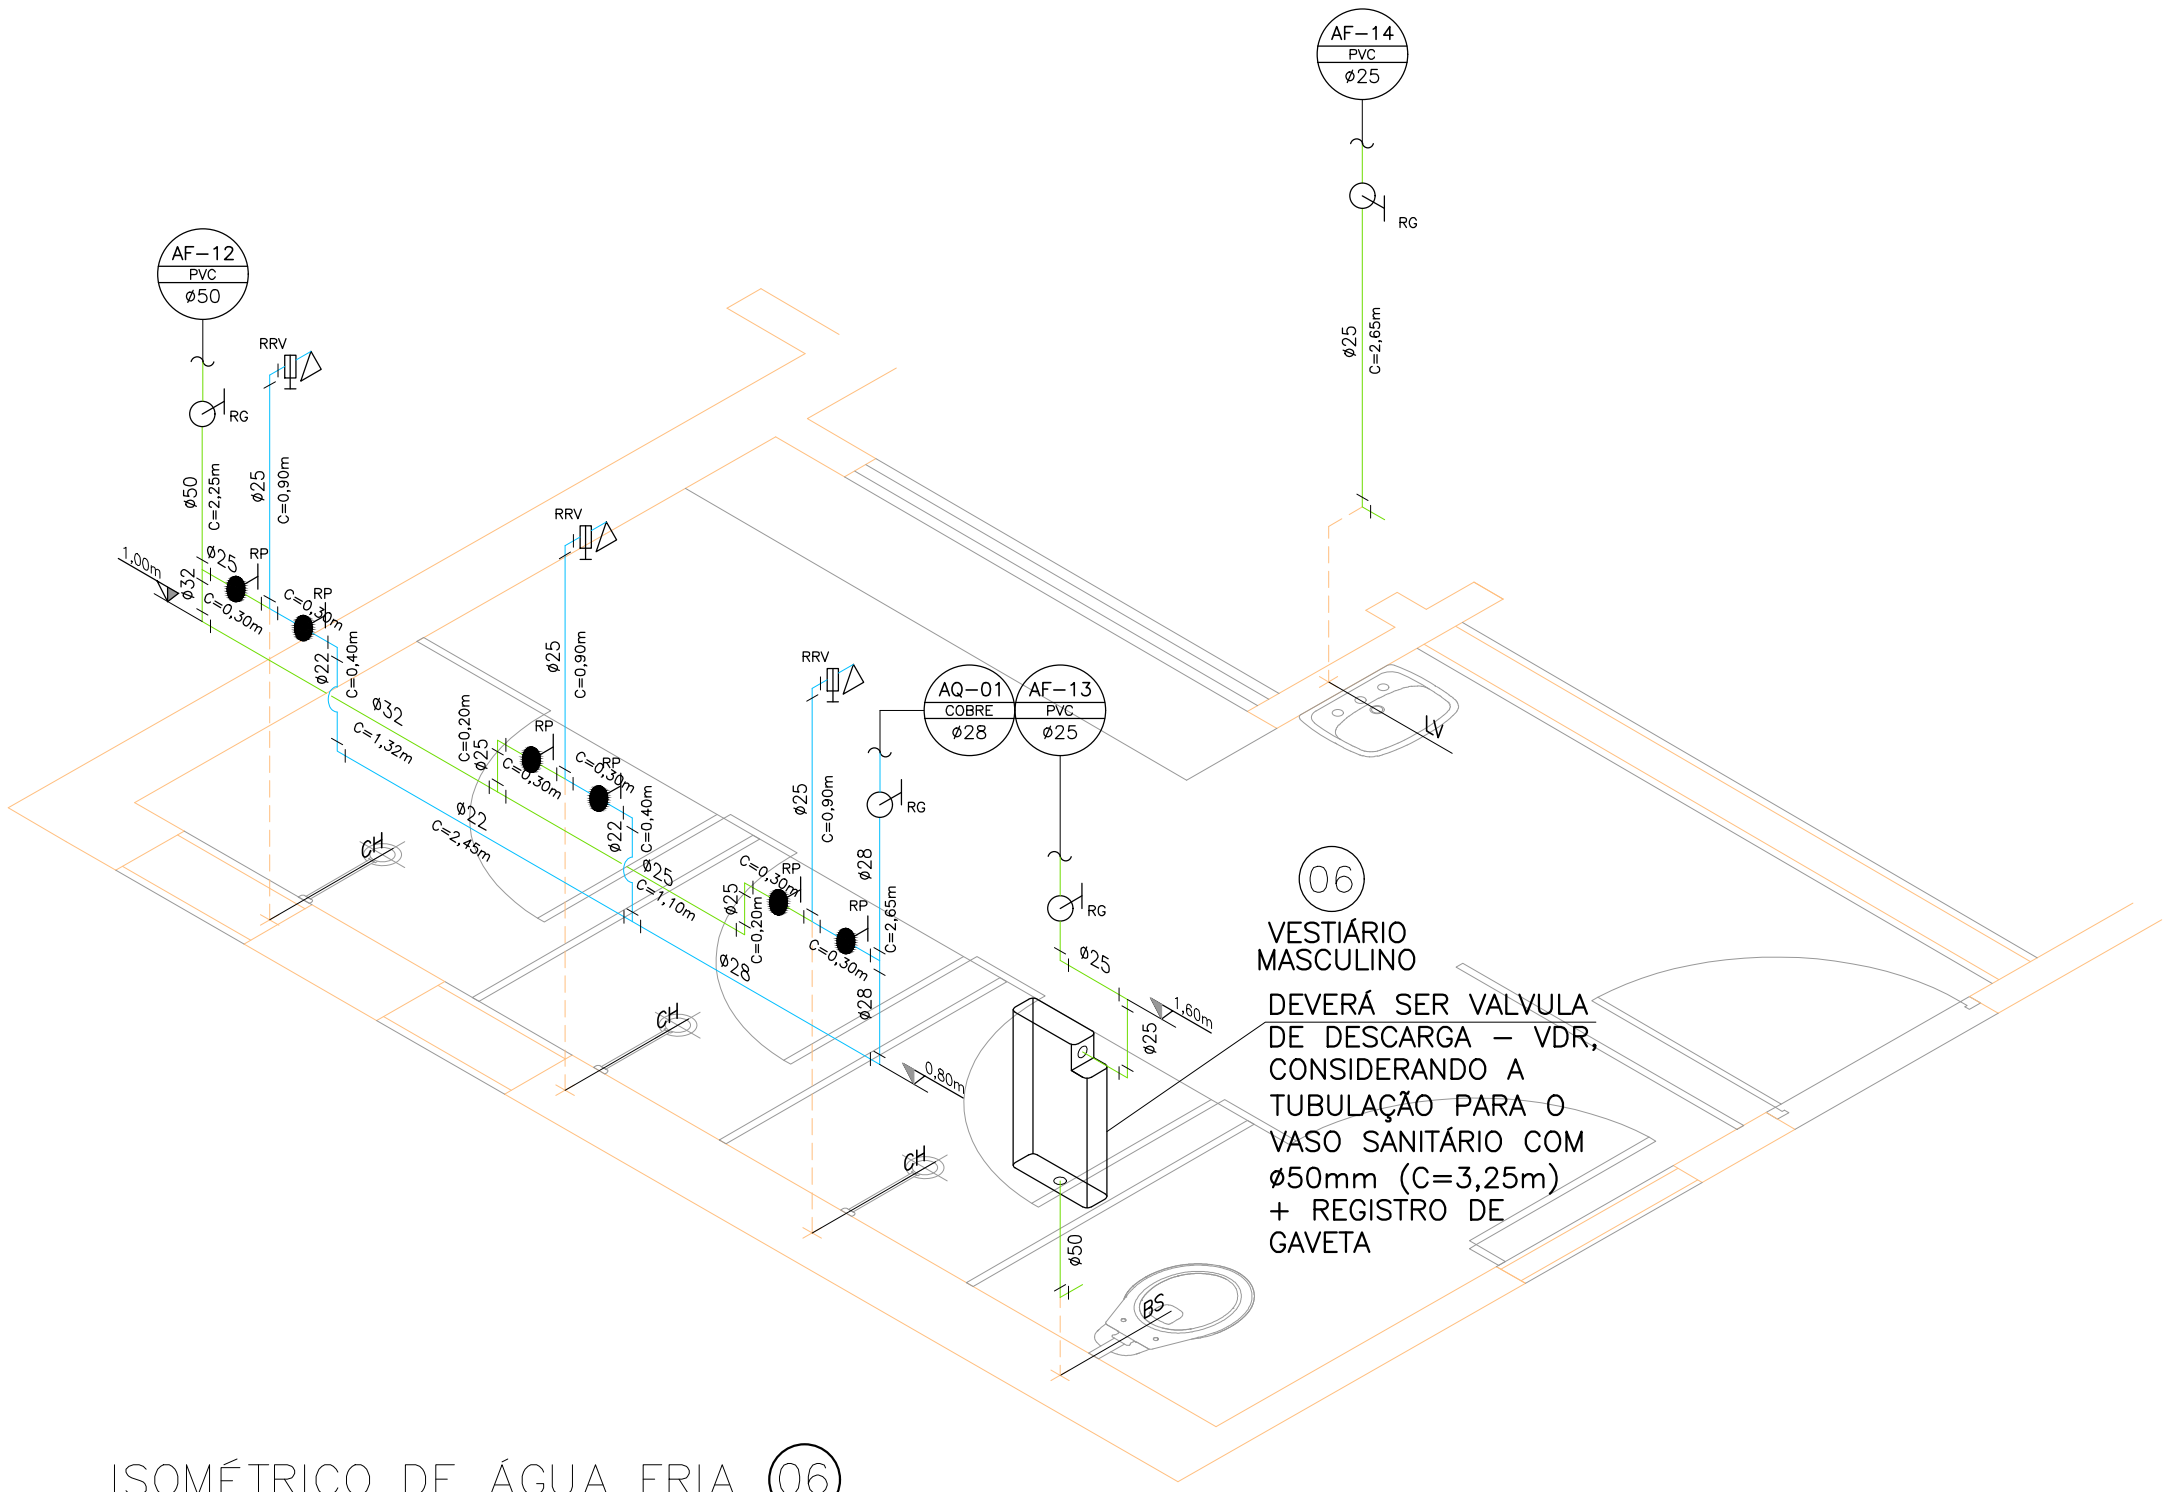 AF-14
PVC
ø25
RG
ø25
C=2,65m
AF-12
PVC
ø50
RRV
RG
ø50
C=2,25m
ø25
C=0,90m
1,00m
ø32
ø25
RP
C=0,30m
C=0,30m
RP
ø22
C=0,40m
ø32
C=1,32m
RRV
ø25
C=0,90m
C=0,20m
ø25
RP
C=0,30m
C=0,30m
RP
ø22
C=0,40m
ø22
C=2,45m
RRV
ø25
C=0,90m
ø25
C=1,10m
ø25
C=0,20m
C=0,30m
RP
RP
C=0,30m
ø28
AQ-01
COBRE
ø28
RG
ø28
C=2,65m
ø28
0,80m
AF-13
PVC
ø25
RG
ø25
1,60m
ø25
ø50
LV
CH
CH
CH
BS
06
VESTIÁRIO
MASCULINO
DEVERÁ SER VALVULA
DE DESCARGA – VDR,
CONSIDERANDO A
TUBULAÇÃO PARA O
VASO SANITÁRIO COM
ø50mm (C=3,25m)
+ REGISTRO DE
GAVETA
ISOMÉTRICO DE ÁGUA FRIA 06